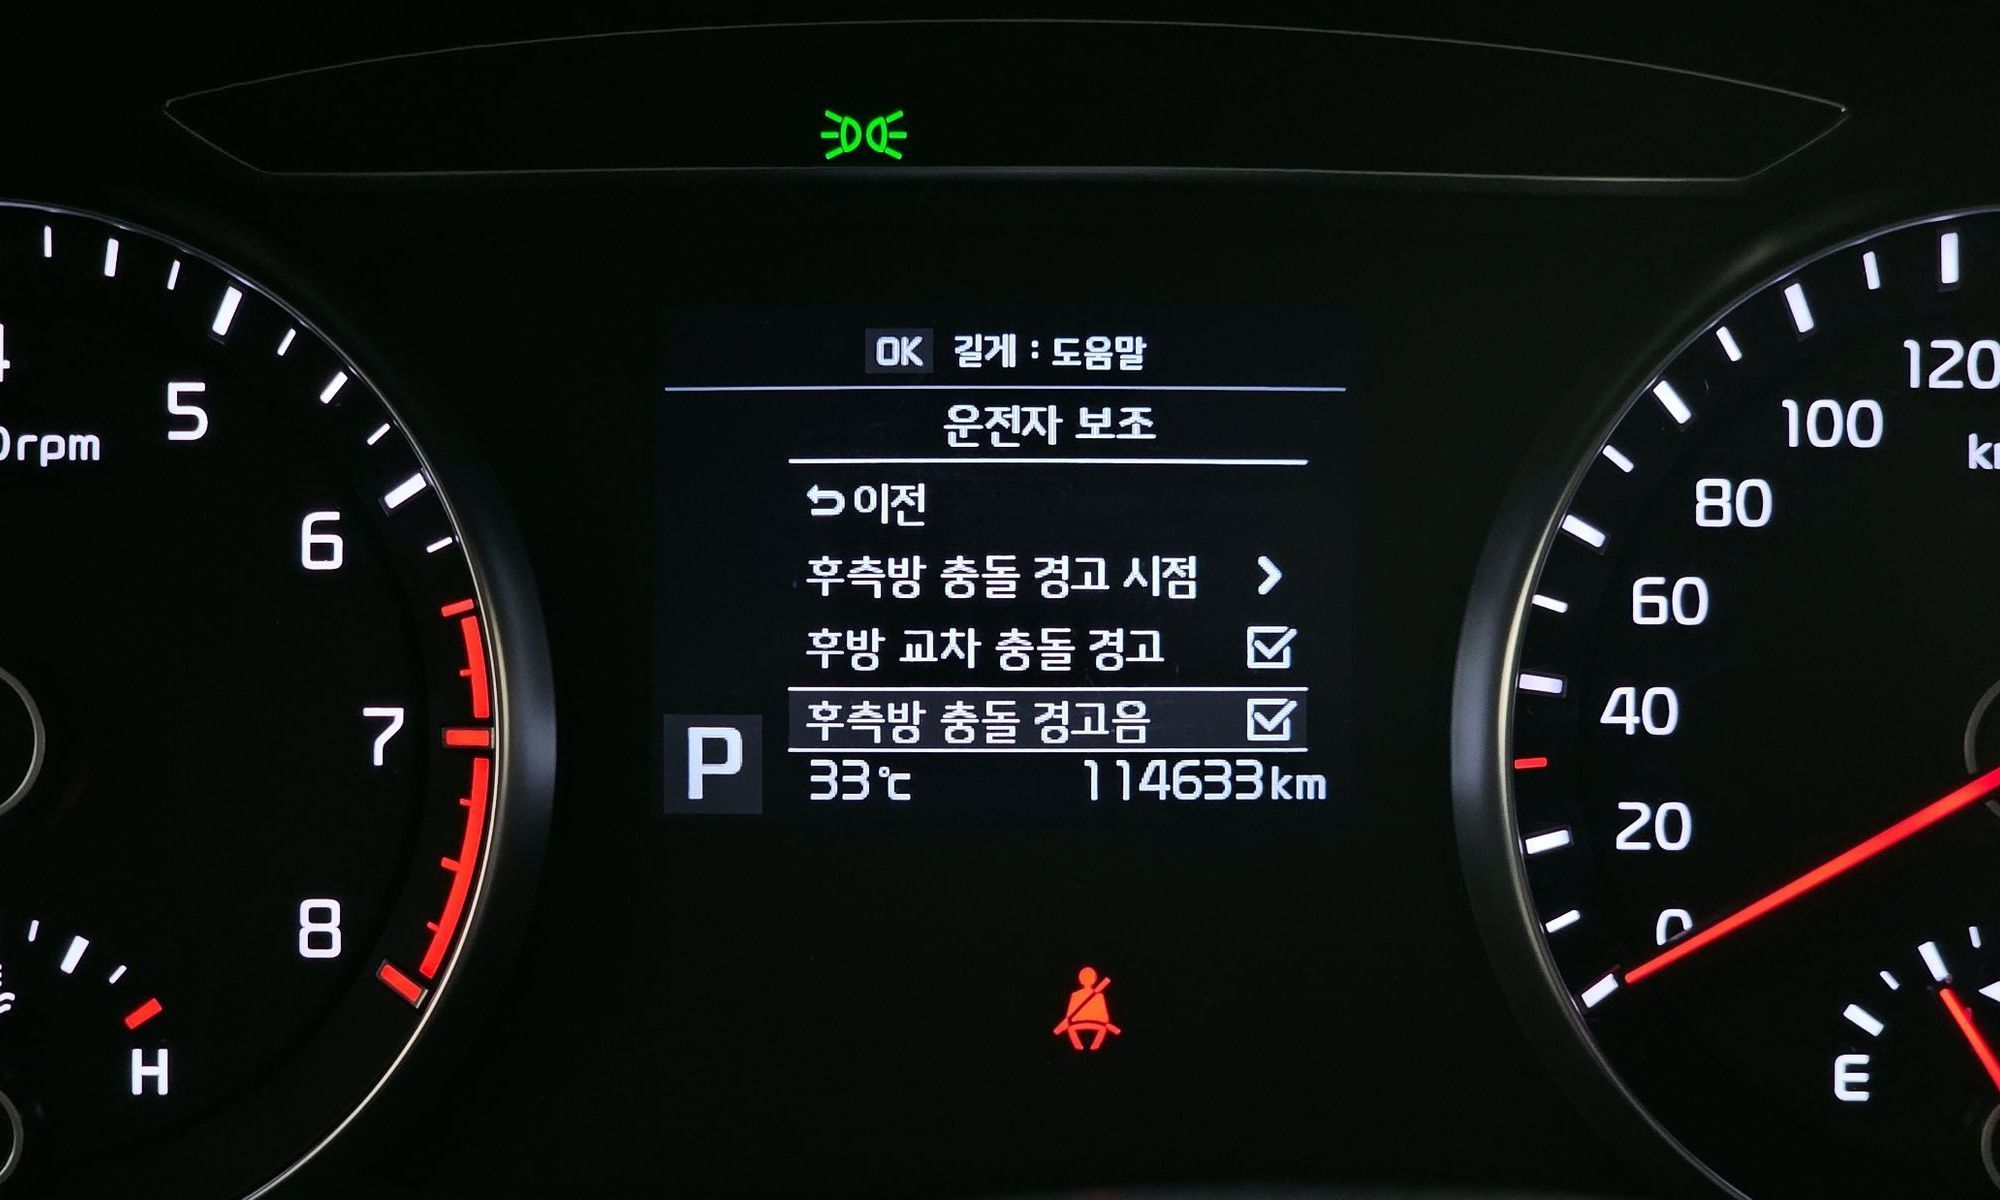 OK 길게 : 도움말
운전자 보조
이전
후측방 충돌 경고 시점
후방 교차 충돌 경고
후측방 충돌 경고음
P
33℃ 114633km
5
rpm
6
7
8
H
120
100
80
60
40
20
0
E